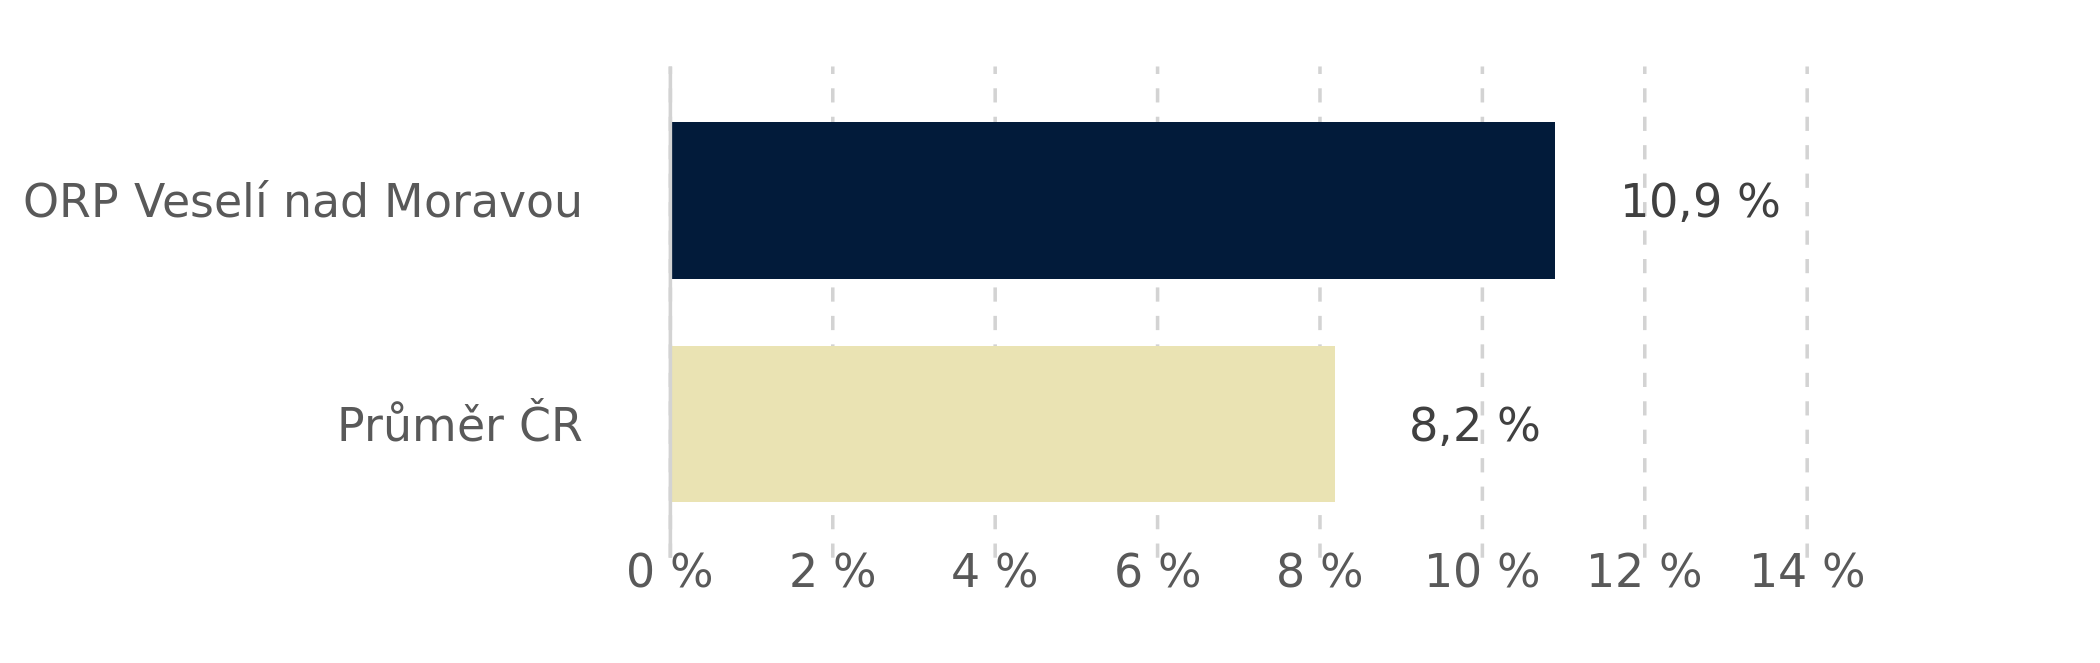 ORP Veselí nad Moravou
10,9 %
Průměr ČR
8,2 %
0 % 2 % 4 % 6 % 8 % 10 % 12 % 14 %